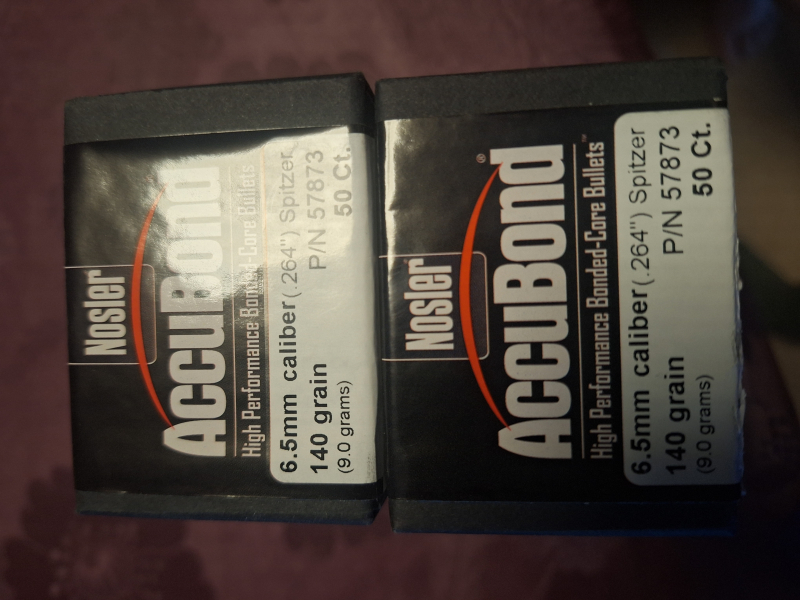 Nosler
AccuBond
High Performance Bonded-Core Bullets
6.5mm caliber(.264") Spitzer
140 grain P/N 57873
(9.0 grams) 50 Ct.
Nosler
AccuBond®
High Performance Bonded-Core Bullets™
6.5mm caliber(.264") Spitzer
140 grain P/N 57873
(9.0 grams) 50 Ct.